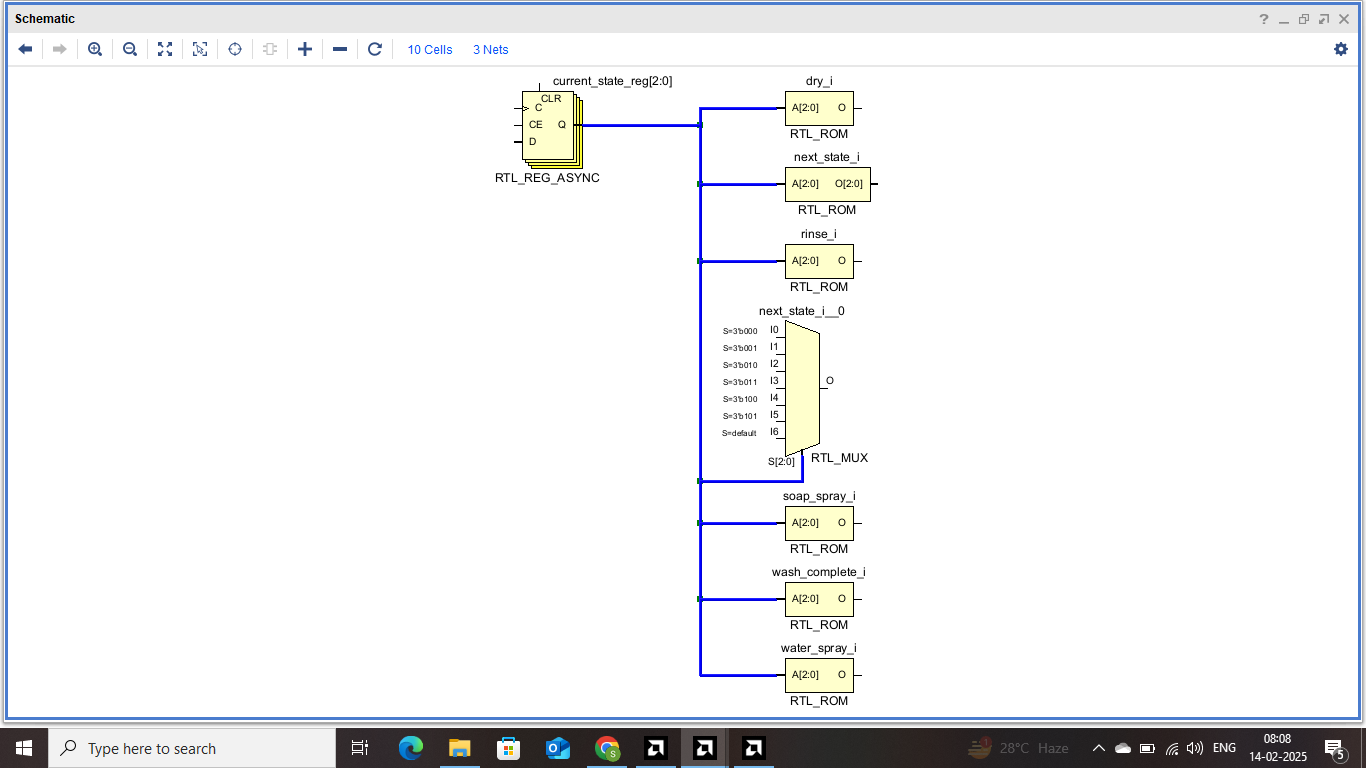 Schematic
10 Cells 3 Nets
current_state_reg[2:0]
CLR
C
CE Q
D
RTL_REG_ASYNC
dry_i
A[2:0] O
RTL_ROM
next_state_i
A[2:0] O[2:0]
RTL_ROM
rinse_i
A[2:0] O
RTL_ROM
next_state_i__0
S=3'b000 I0
S=3'b001 I1
S=3'b010 I2
S=3'b011 I3
O
S=3'b100 I4
S=3'b101 I5
S=default I6
S[2:0] RTL_MUX
soap_spray_i
A[2:0] O
RTL_ROM
wash_complete_i
A[2:0] O
RTL_ROM
water_spray_i
A[2:0] O
RTL_ROM
Type here to search
28°C Haze
ENG
08:08
14-02-2025
5